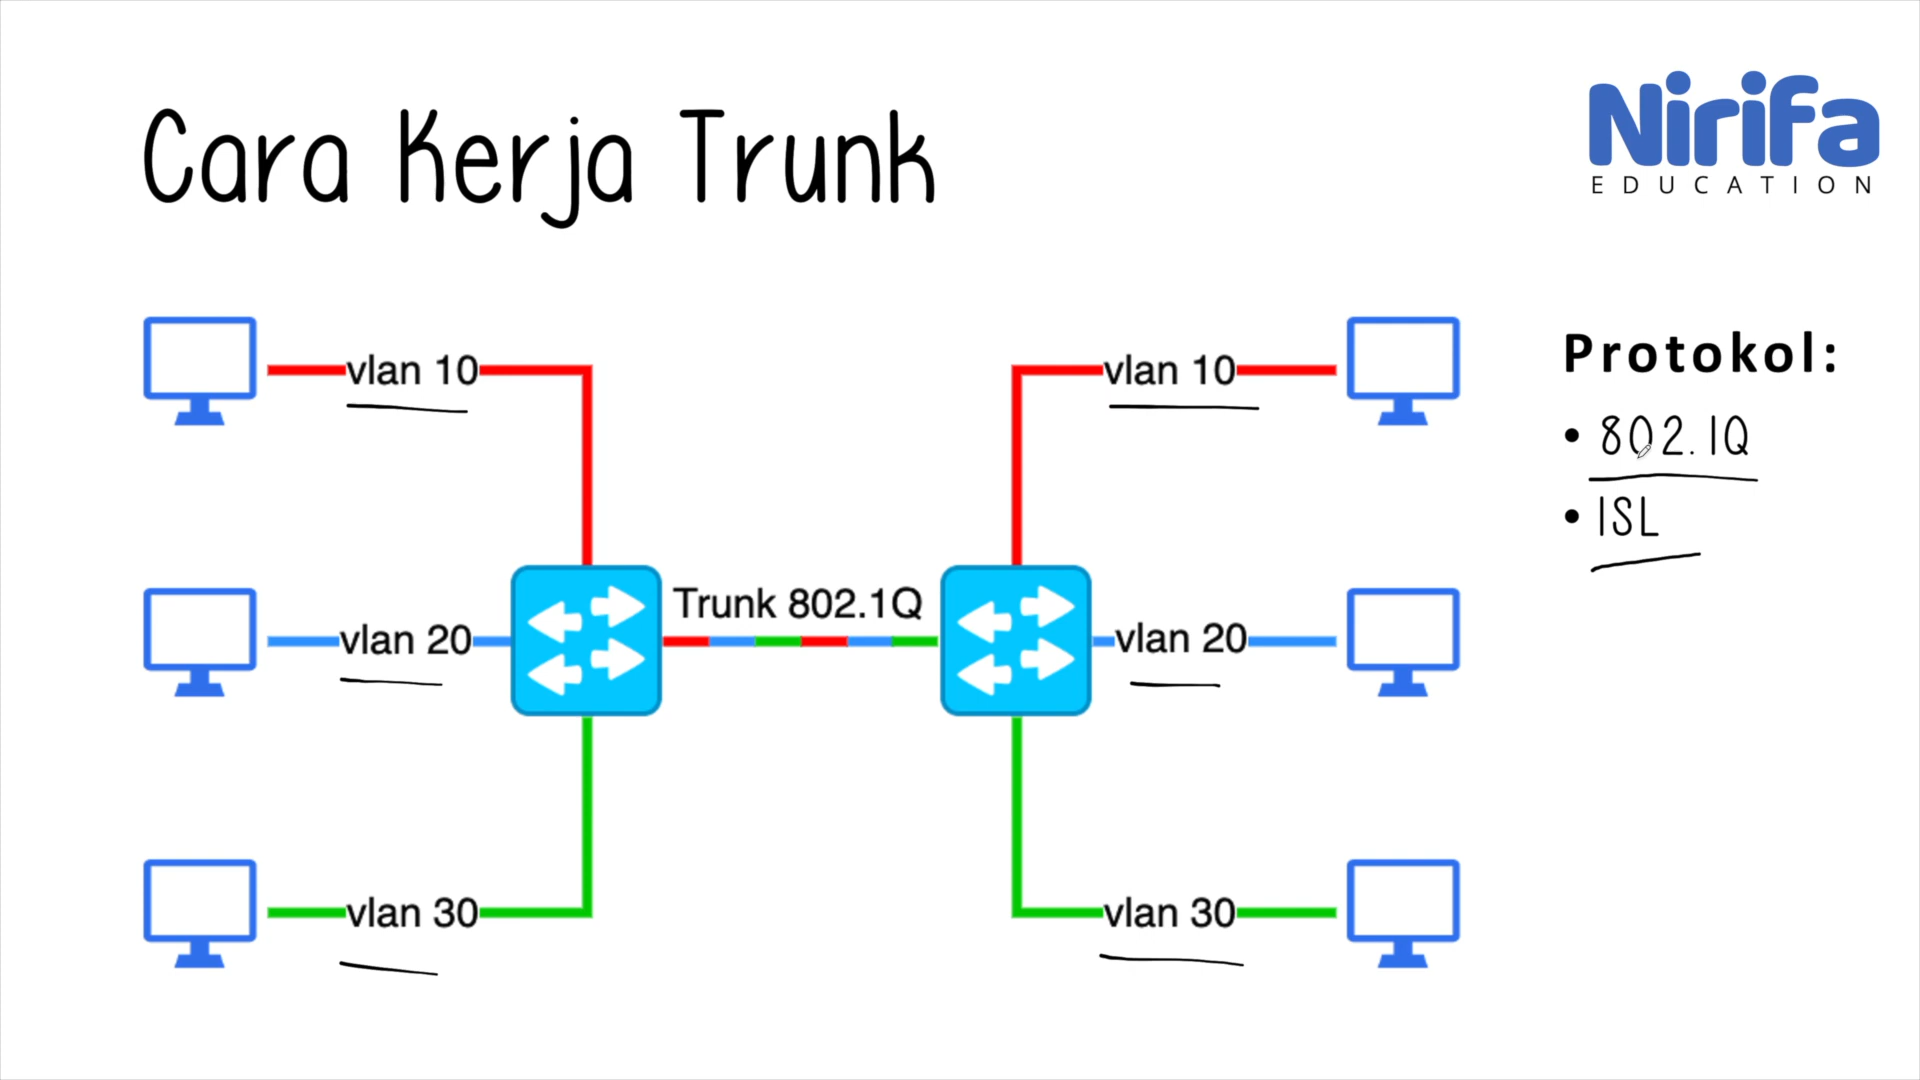 Cara Kerja Trunk
Nirifa
EDUCATION
vlan 10
vlan 10
Protokol:
• 802.1Q
• ISL
Trunk 802.1Q
vlan 20
vlan 20
vlan 30
vlan 30